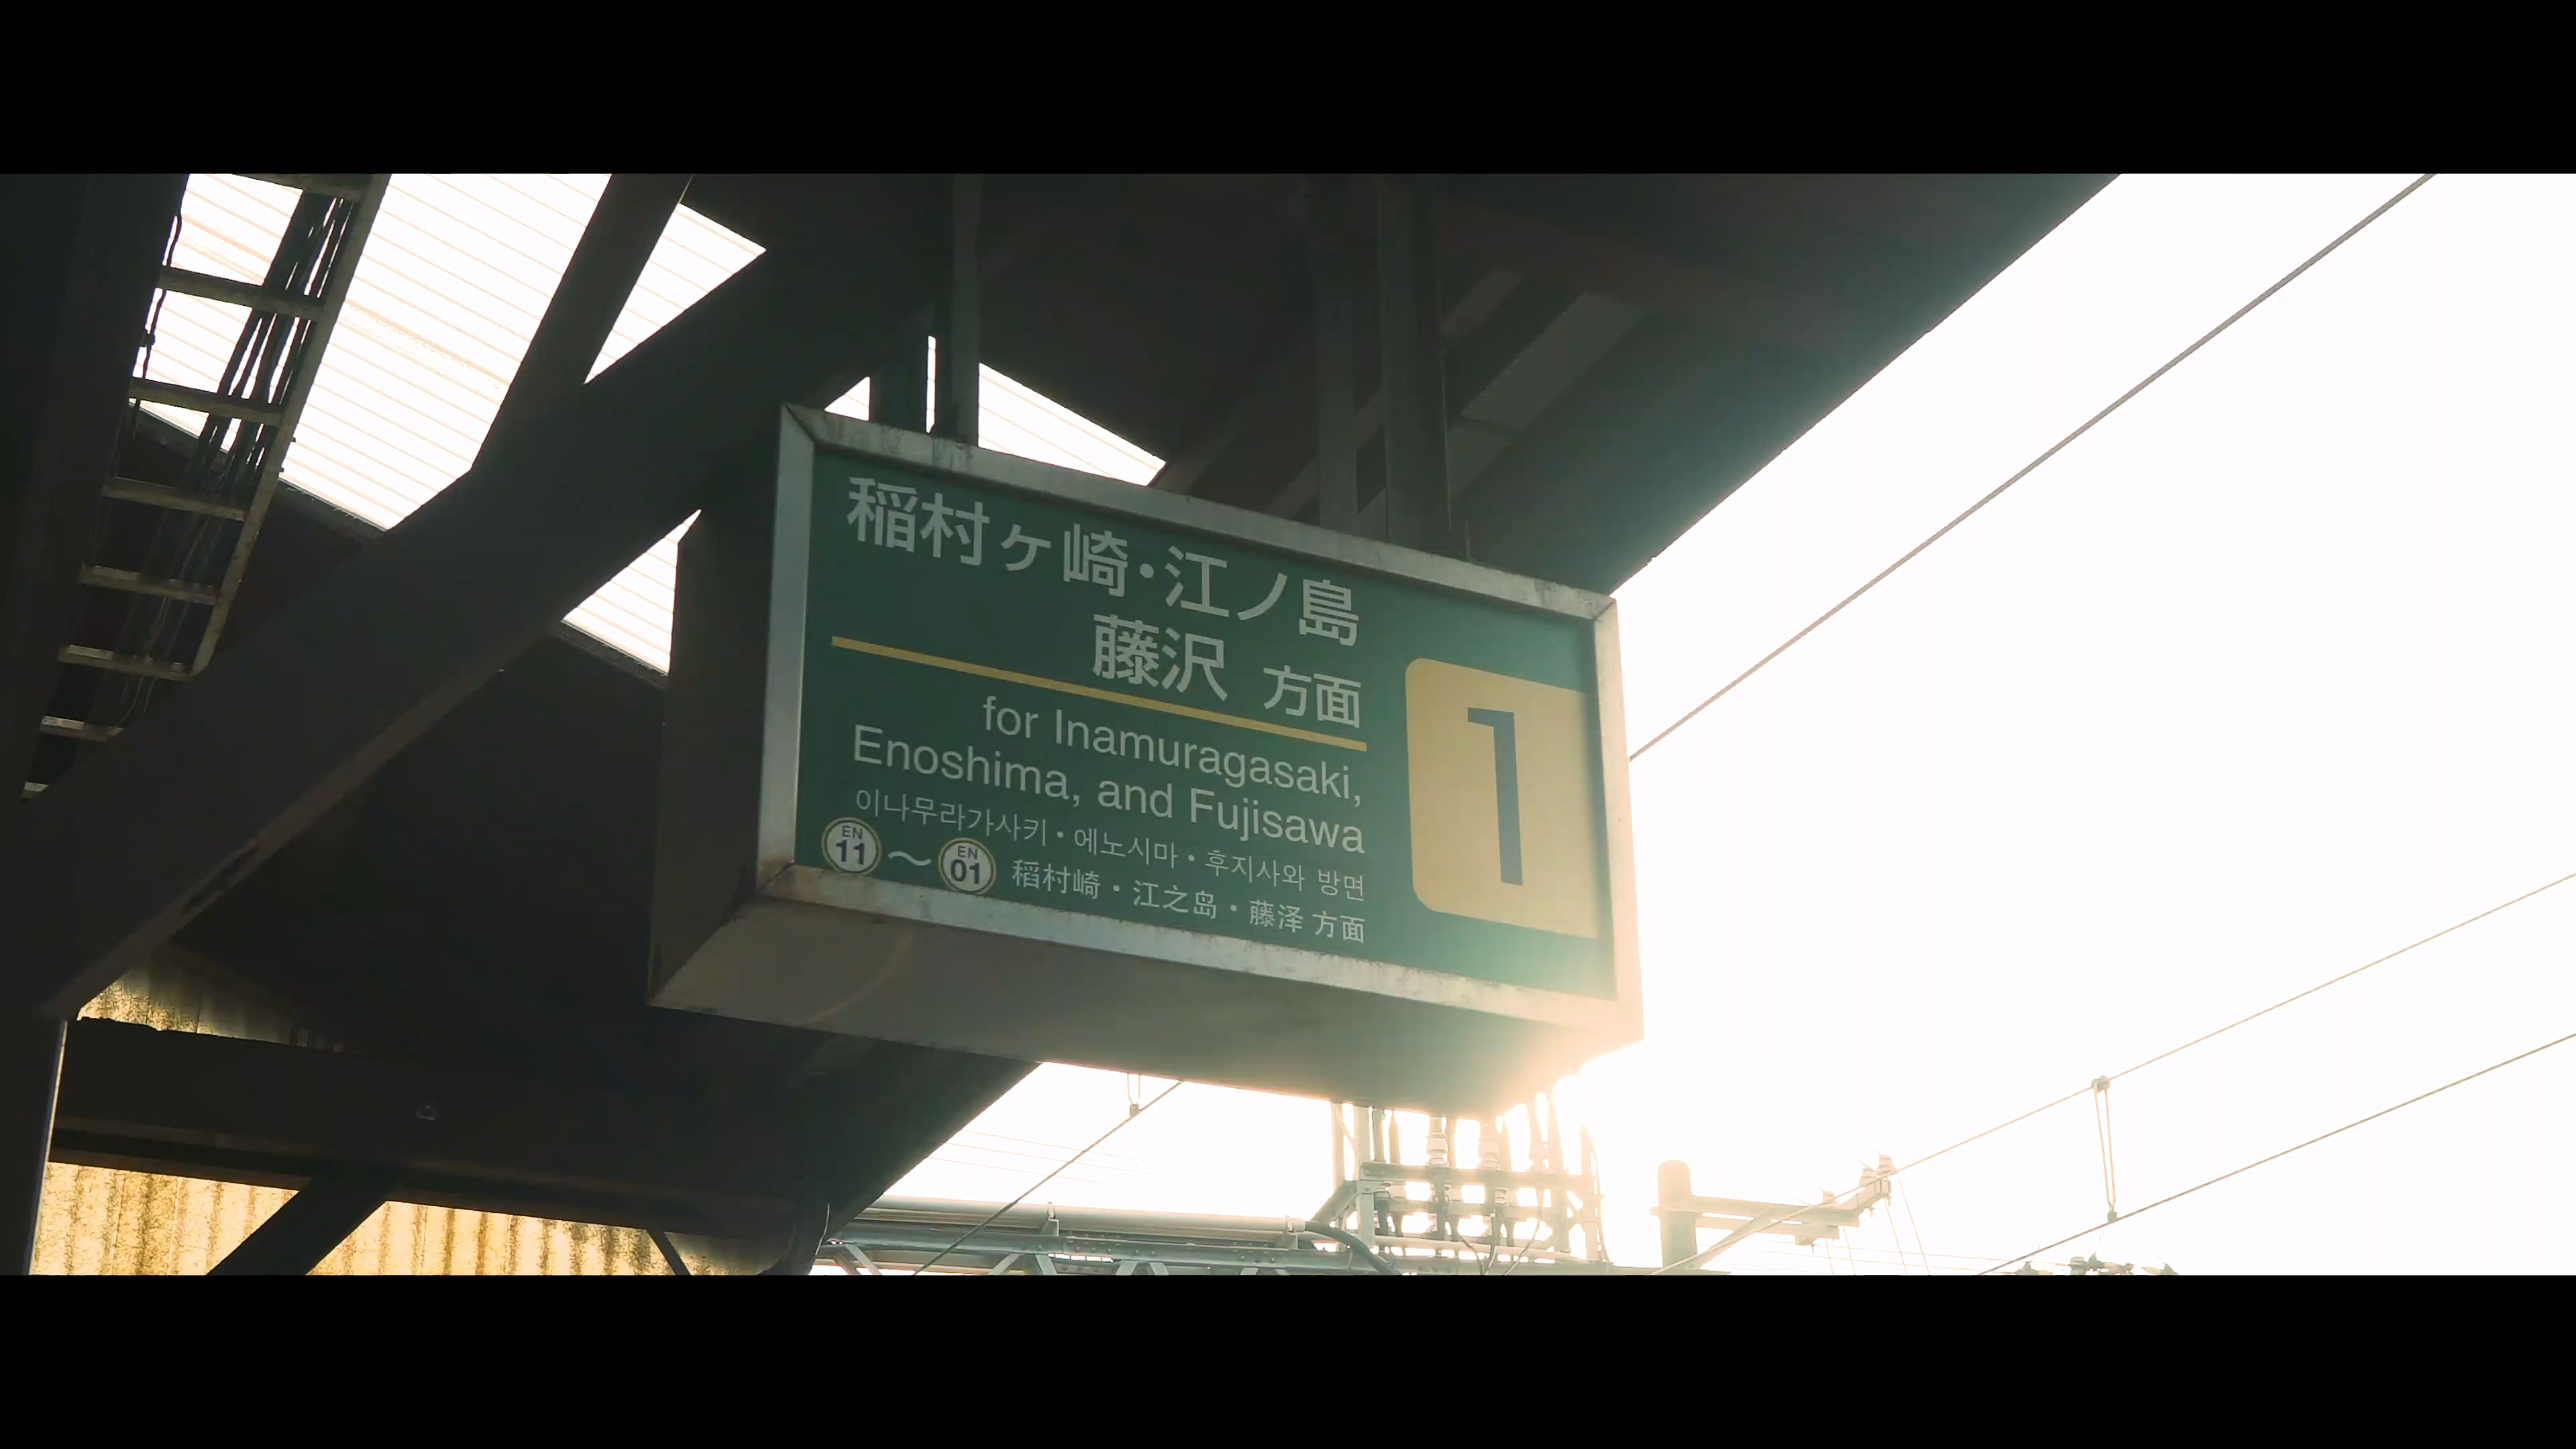 稲村ヶ崎・江ノ島
藤沢 方面
for Inamuragasaki,
Enoshima, and Fujisawa
이나무라가사키・에노시마・후지사와 방면
EN 11 〜 EN 01 稻村崎・江之岛・藤泽 方面
1